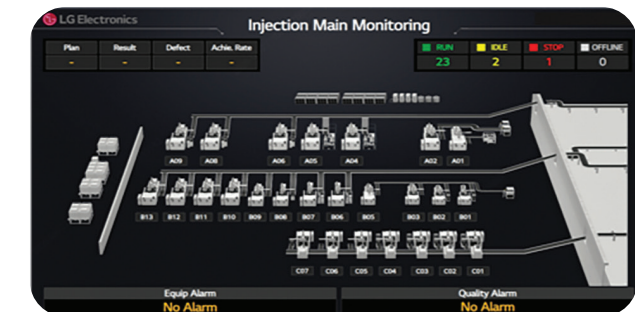 LG Electronics
Injection Main Monitoring
Plan Result Defect Achie. Rate
- - - -
RUN IDLE STOP OFFLINE
23 2 1 0
A09 A08 A06 A05 A04 A02 A01
B13 B12 B11 B10 B09 B08 B07 B06 B05 B03 B02 B01
C07 C06 C05 C04 C03 C02 C01
Equip Alarm Quality Alarm
No Alarm No Alarm